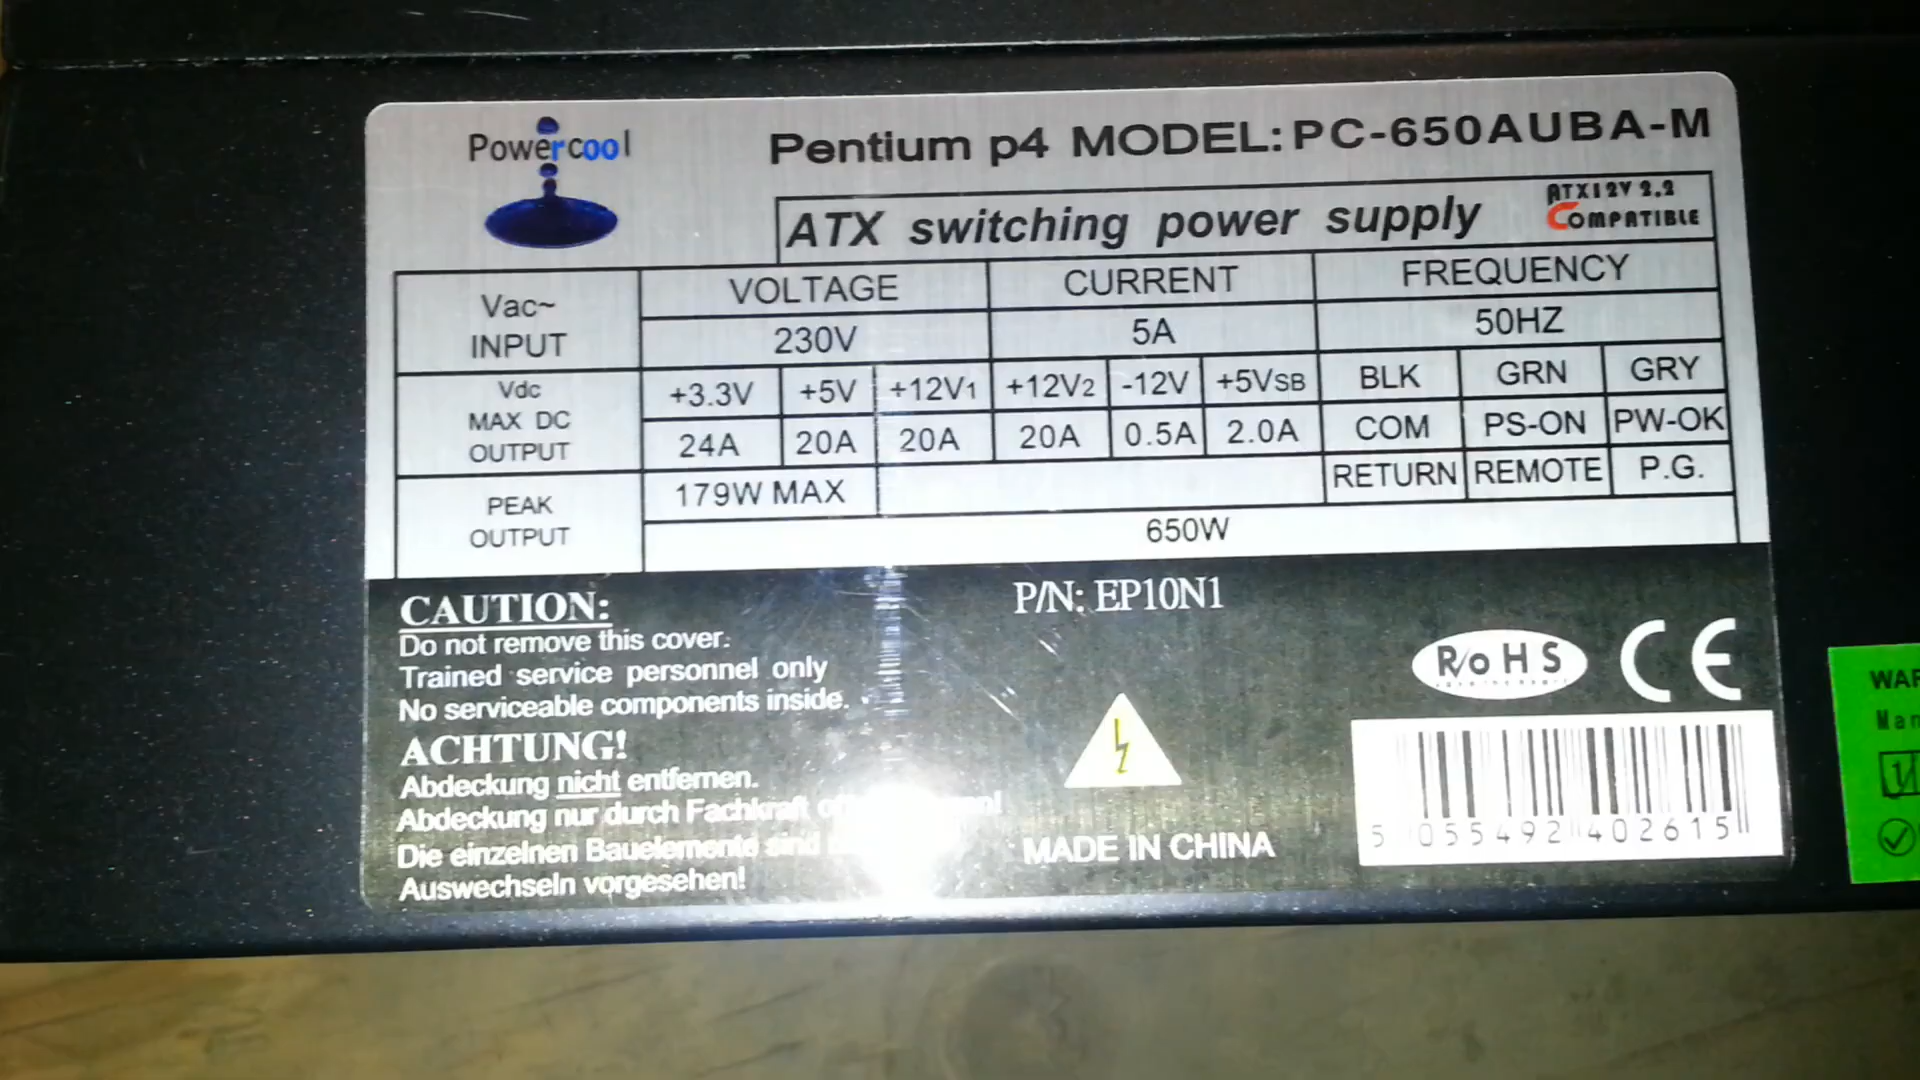 Powercool
Pentium p4 MODEL: PC-650AUBA-M
ATX switching power supply
ATX12V 2.2
COMPATIBLE
Vac~ INPUT
VOLTAGE CURRENT FREQUENCY
230V 5A 50HZ
Vdc
MAX DC
OUTPUT
+3.3V +5V +12V1 +12V2 -12V +5VSB BLK GRN GRY
24A 20A 20A 20A 0.5A 2.0A COM PS-ON PW-OK
PEAK
OUTPUT
179W MAX RETURN REMOTE P.G.
650W
CAUTION:
Do not remove this cover.
Trained service personnel only
No serviceable components inside.
ACHTUNG!
Abdeckung nicht entfernen.
Abdeckung nur durch Fachkraft
Die einzelnen Bauelementd sind
Auswechseln vorgesehen!
P/N: EP10N1
MADE IN CHINA
RoHS
CE
5 055492 402615